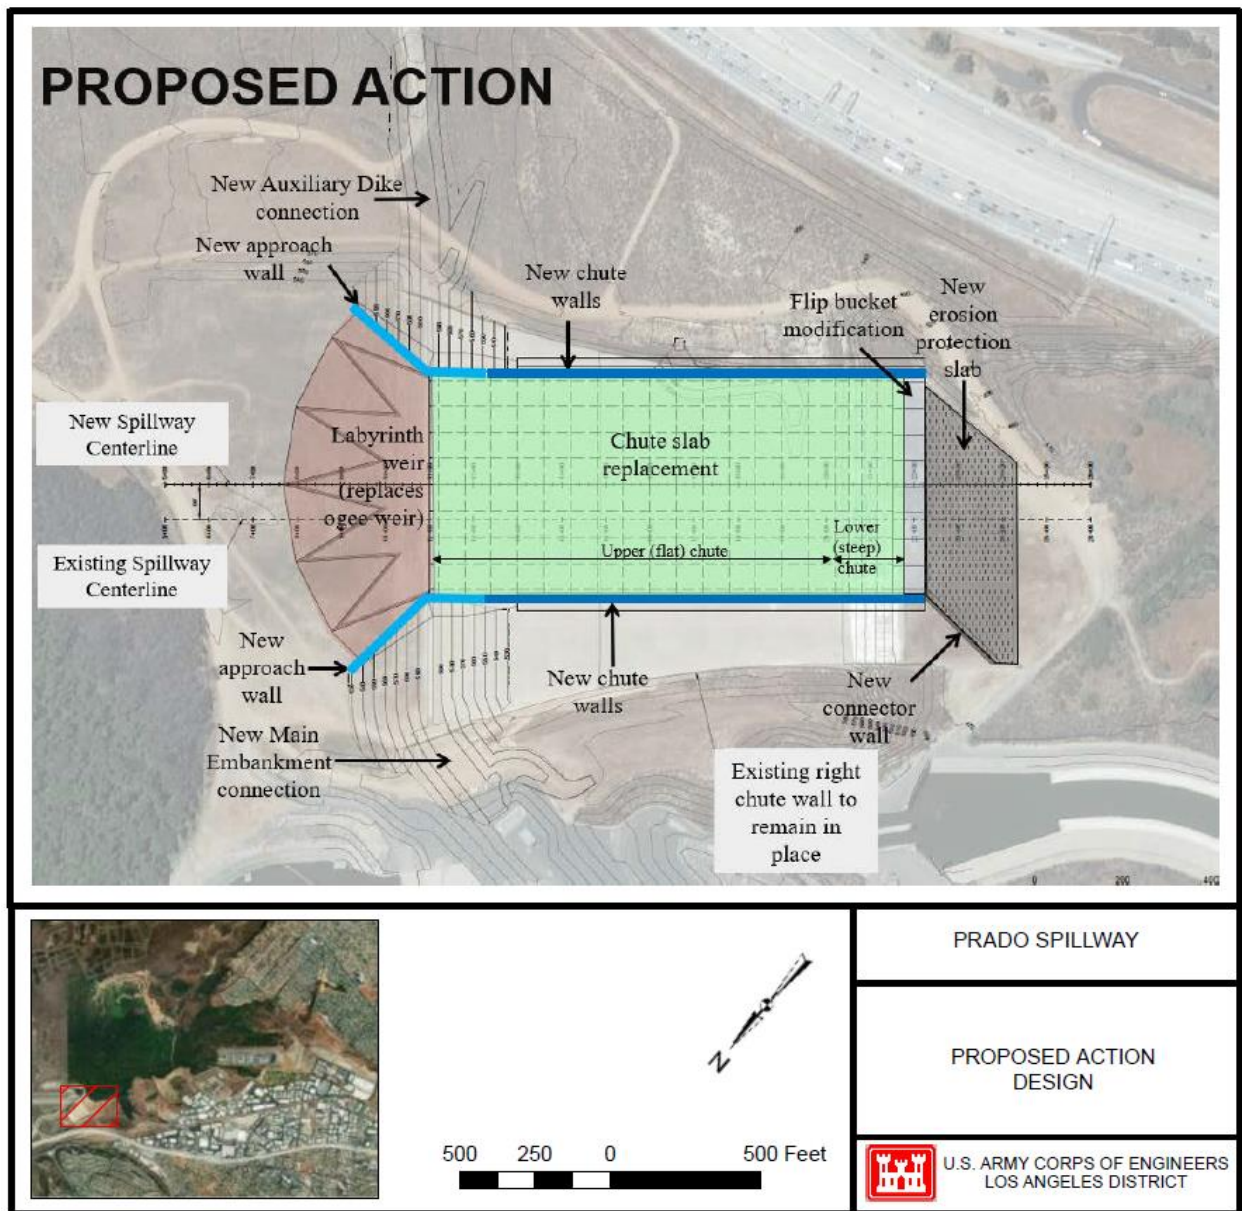 PROPOSED ACTION
New Auxiliary Dike
connection
New approach
wall
New chute
walls
Flip bucket
modification
New
erosion
protection
slab
New Spillway
Centerline
Labyrinth
weir
(replaces
ogee weir)
Chute slab
replacement
Existing Spillway
Centerline
Upper (flat) chute
Lower
(steep)
chute
New
approach
wall
New chute
walls
New
connector
wall
New Main
Embankment
connection
Existing right
chute wall to
remain in
place
0 200 400
N
500 250 0 500 Feet
PRADO SPILLWAY
PROPOSED ACTION
DESIGN
U.S. ARMY CORPS OF ENGINEERS
LOS ANGELES DISTRICT